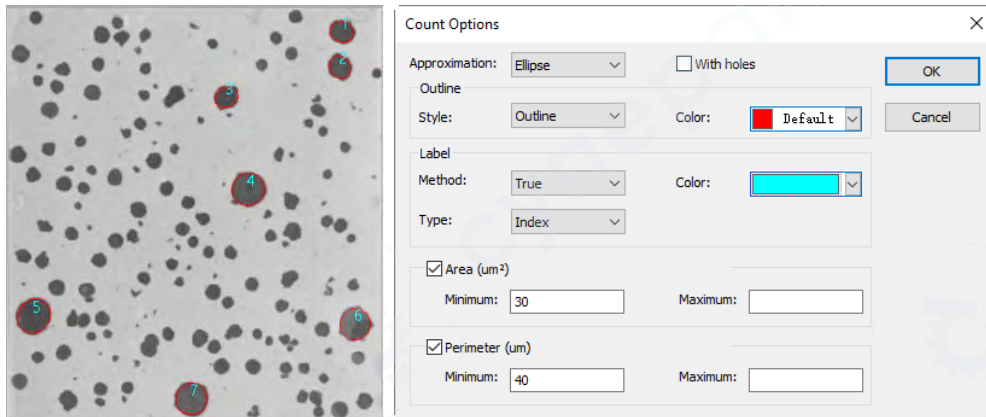 1
2
3
4
5
6
7
Count Options
Approximation: Ellipse With holes
OK
Outline
Style: Outline Color: Default
Cancel
Label
Method: True Color:
Type: Index
Area (um²)
Minimum: 30 Maximum:
Perimeter (um)
Minimum: 40 Maximum: